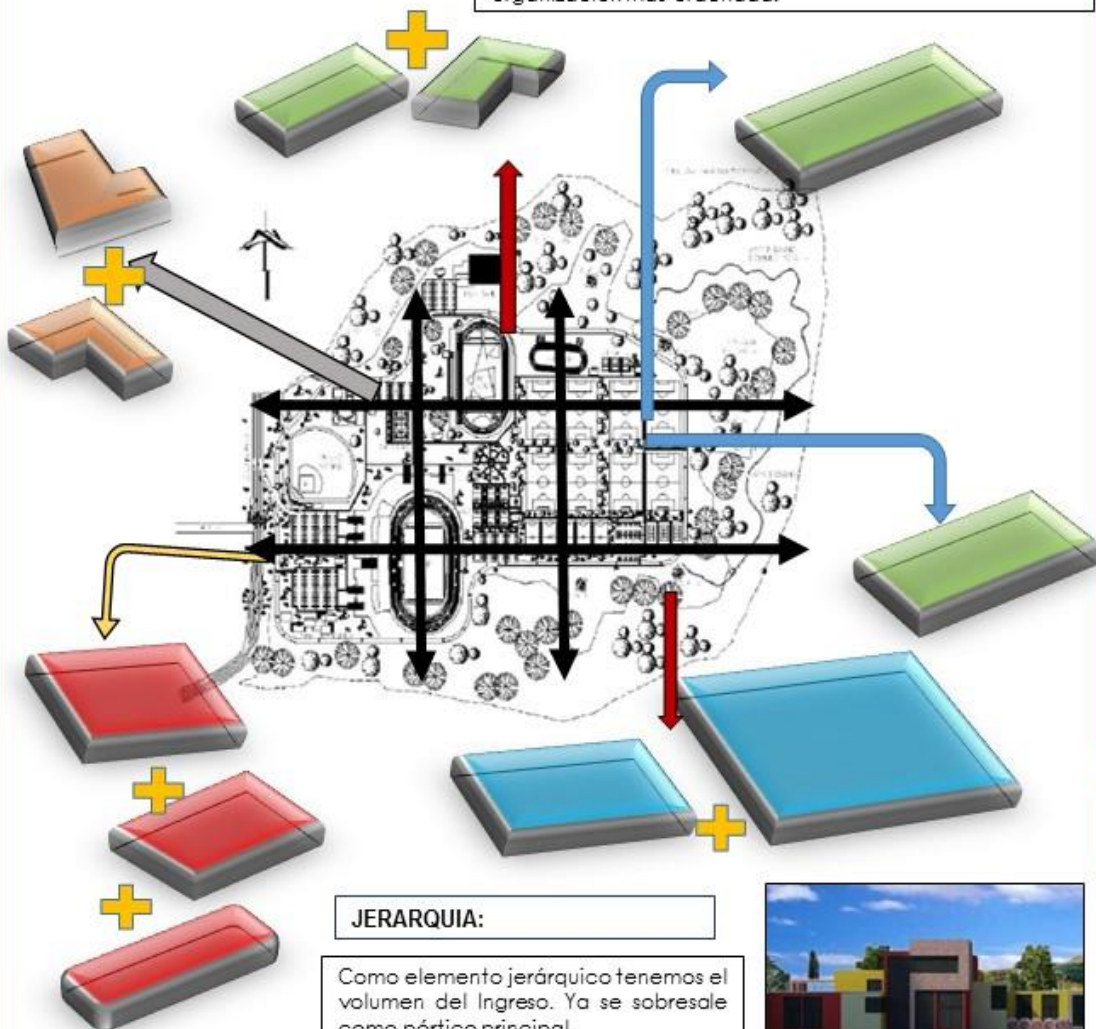 organización más ordenada.
JERARQUIA:
Como elemento jerárquico tenemos el
volumen del Ingreso. Ya se sobresale
como pórtico principal